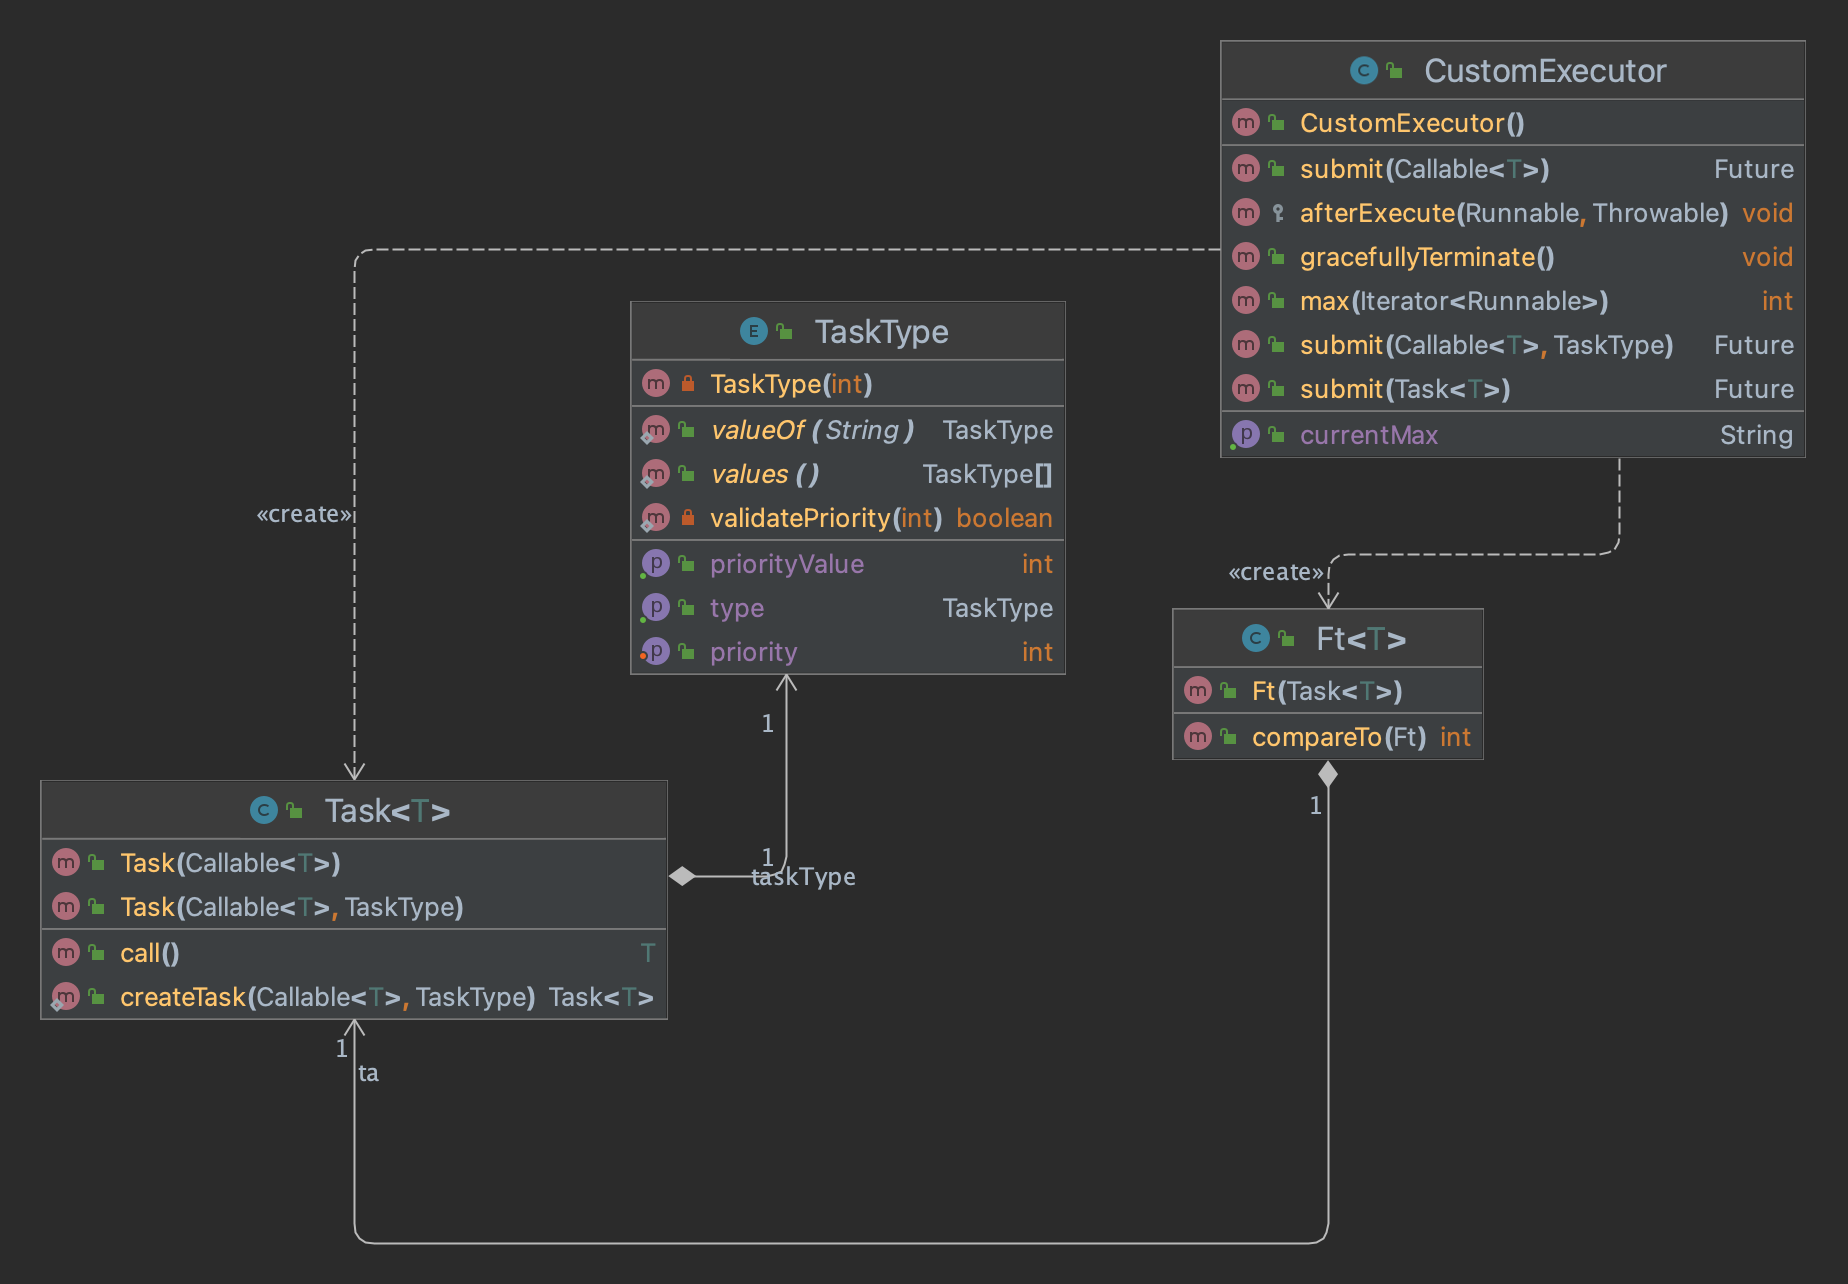 CustomExecutor
CustomExecutor()
submit(Callable<T>) Future
afterExecute(Runnable, Throwable) void
gracefullyTerminate() void
max(Iterator<Runnable>) int
submit(Callable<T>, TaskType) Future
submit(Task<T>) Future
currentMax String
TaskType
TaskType(int)
valueOf (String) TaskType
values () TaskType[]
validatePriority(int) boolean
priorityValue int
type TaskType
priority int
«create»
«create»
Ft<T>
Ft(Task<T>)
compareTo(Ft) int
1
1
1
taskType
Task<T>
Task(Callable<T>)
Task(Callable<T>, TaskType)
call() T
createTask(Callable<T>, TaskType) Task<T>
1
ta